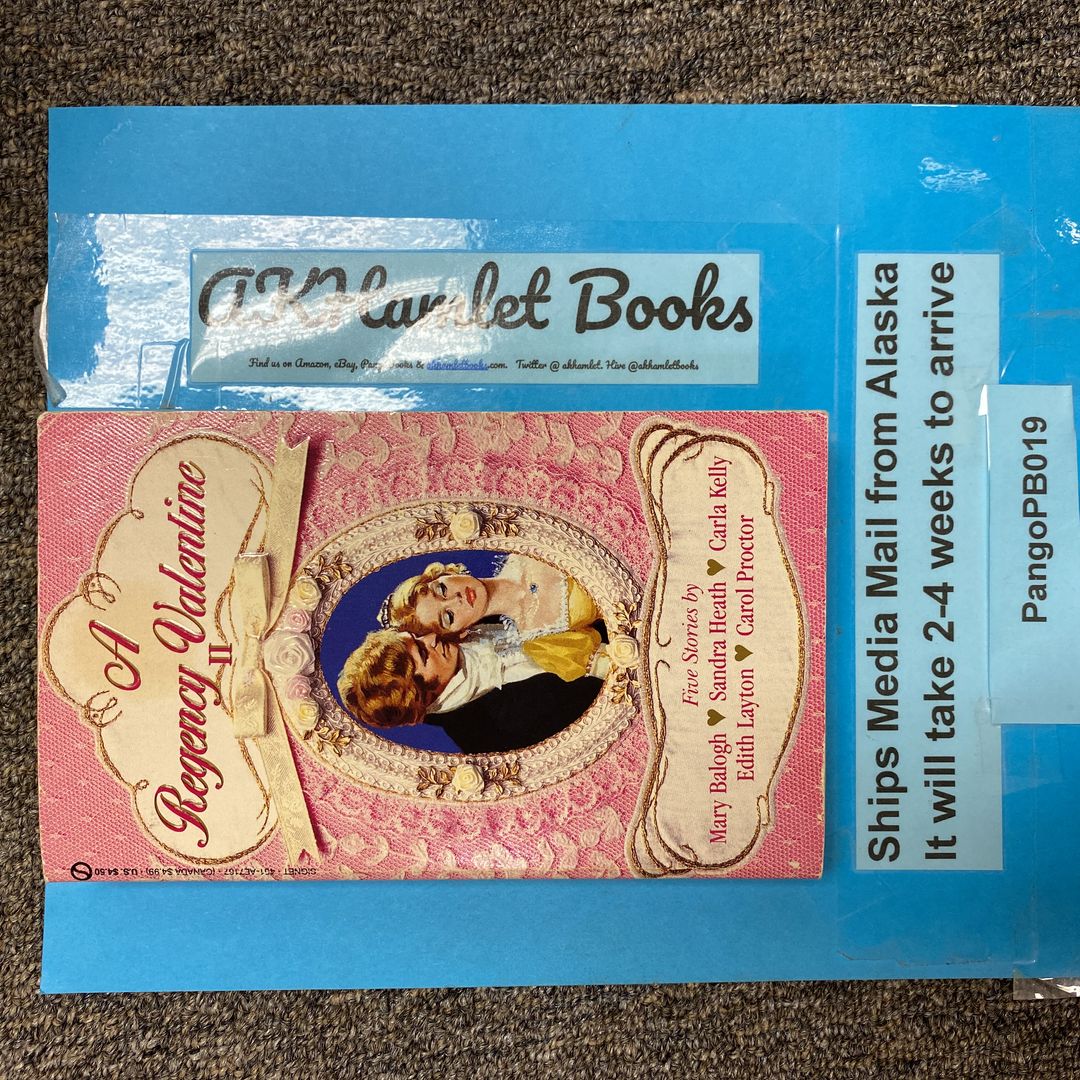 AKHamlet Books
Find us on Amazon, eBay, Pango Books & akhamletbooks.com. Twitter @ akhamlet. Hive @akhamletbooks
A
Regency Valentine
II
Five Stories by
Mary Balogh ♥ Sandra Heath ♥ Carla Kelly
Edith Layton ♥ Carol Proctor
SIGNET • 451-AE7167 • (CANADA $4.99) • U.S. $4.50
Ships Media Mail from Alaska
It will take 2-4 weeks to arrive
PangoPB019